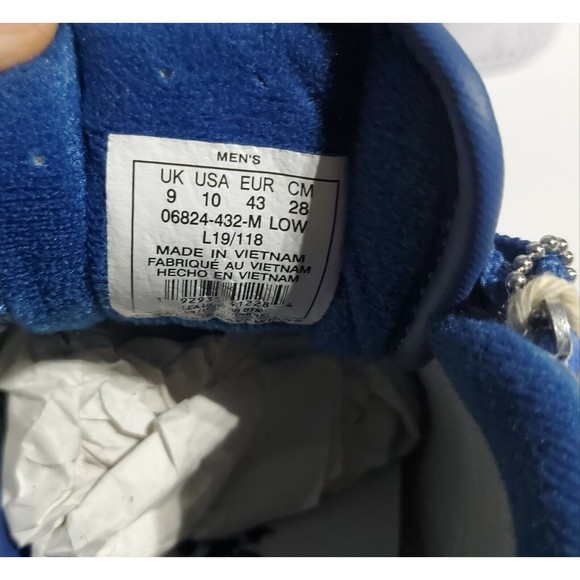 MEN'S
UK USA EUR CM
9 10 43 28
06824-432-M LOW
L19/118
MADE IN VIETNAM
FABRIQUÉ AU VIETNAM
HECHO EN VIETNAM